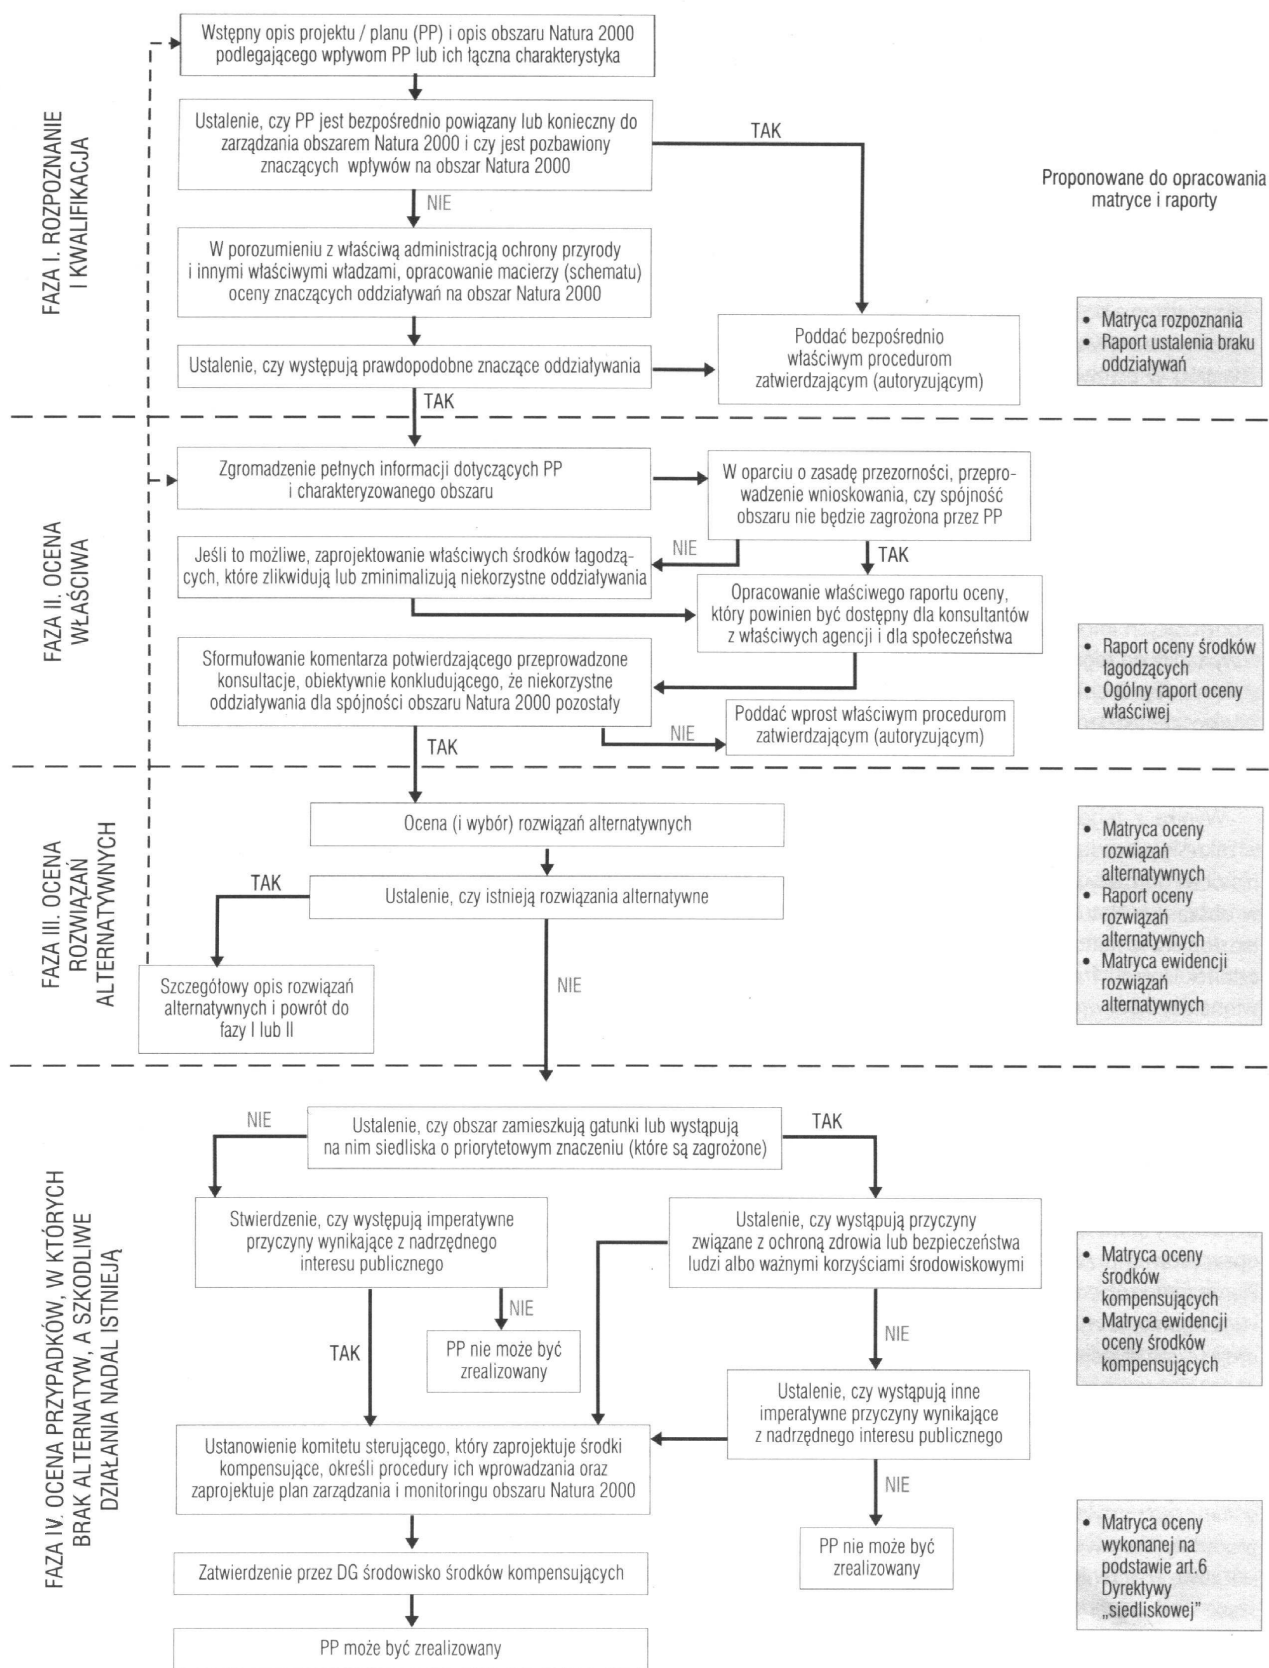 FAZA I. ROZPOZNANIE
I KWALIFIKACJA
Wstępny opis projektu / planu (PP) i opis obszaru Natura 2000
podlegającego wpływom PP lub ich łączna charakterystyka
Ustalenie, czy PP jest bezpośrednio powiązany lub konieczny do
zarządzania obszarem Natura 2000 i czy jest pozbawiony
znaczących wpływów na obszar Natura 2000
TAK
NIE
Proponowane do opracowania
matryce i raporty
W porozumieniu z właściwą administracją ochrony przyrody
i innymi właściwymi władzami, opracowanie macierzy (schematu)
oceny znaczących oddziaływań na obszar Natura 2000
Ustalenie, czy występują prawdopodobne znaczące oddziaływania
Poddać bezpośrednio
właściwym procedurom
zatwierdzającym (autoryzującym)
• Matryca rozpoznania
• Raport ustalenia braku
oddziaływań
TAK
FAZA II. OCENA
WŁAŚCIWA
Zgromadzenie pełnych informacji dotyczących PP
i charakteryzowanego obszaru
W oparciu o zasadę przezorności, przepro-
wadzenie wnioskowania, czy spójność
obszaru nie będzie zagrożona przez PP
NIE
TAK
Jeśli to możliwe, zaprojektowanie właściwych środków łagodzą-
cych, które zlikwidują lub zminimalizują niekorzystne oddziaływania
Opracowanie właściwego raportu oceny,
który powinien być dostępny dla konsultantów
z właściwych agencji i dla społeczeństwa
Sformułowanie komentarza potwierdzającego przeprowadzone
konsultacje, obiektywnie konkludującego, że niekorzystne
oddziaływania dla spójności obszaru Natura 2000 pozostały
NIE
Poddać wprost właściwym procedurom
zatwierdzającym (autoryzującym)
• Raport oceny środków
łagodzących
• Ogólny raport oceny
właściwej
TAK
FAZA III. OCENA
ROZWIĄZAŃ
ALTERNATYWNYCH
Ocena (i wybór) rozwiązań alternatywnych
Ustalenie, czy istnieją rozwiązania alternatywne
TAK
NIE
Szczegółowy opis rozwiązań
alternatywnych i powrót do
fazy I lub II
• Matryca oceny
rozwiązań
alternatywnych
• Raport oceny
rozwiązań
alternatywnych
• Matryca ewidencji
rozwiązań
alternatywnych
FAZA IV. OCENA PRZYPADKÓW, W KTÓRYCH
BRAK ALTERNATYW, A SZKODLIWE
DZIAŁANIA NADAL ISTNIEJĄ
NIE
Ustalenie, czy obszar zamieszkują gatunki lub wystąpują
na nim siedliska o priorytetowym znaczeniu (które są zagrożone)
TAK
Stwierdzenie, czy występują imperatywne
przyczyny wynikające z nadrzędnego
interesu publicznego
Ustalenie, czy wystąpują przyczyny
związane z ochroną zdrowia lub bezpieczeństwa
ludzi albo ważnymi korzyściami środowiskowymi
NIE
TAK
PP nie może być
zrealizowany
NIE
Ustalenie, czy wystąpują inne
imperatywne przyczyny wynikające
z nadrzędnego interesu publicznego
• Matryca oceny
środków
kompensujących
• Matryca ewidencji
oceny środków
kompensujących
Ustanowienie komitetu sterującego, który zaprojektuje środki
kompensujące, określi procedury ich wprowadzania oraz
zaprojektuje plan zarządzania i monitoringu obszaru Natura 2000
NIE
PP nie może być
zrealizowany
Zatwierdzenie przez DG środowisko środków kompensujących
PP może być zrealizowany
• Matryca oceny
wykonanej na
podstawie art.6
Dyrektywy
„siedliskowej”